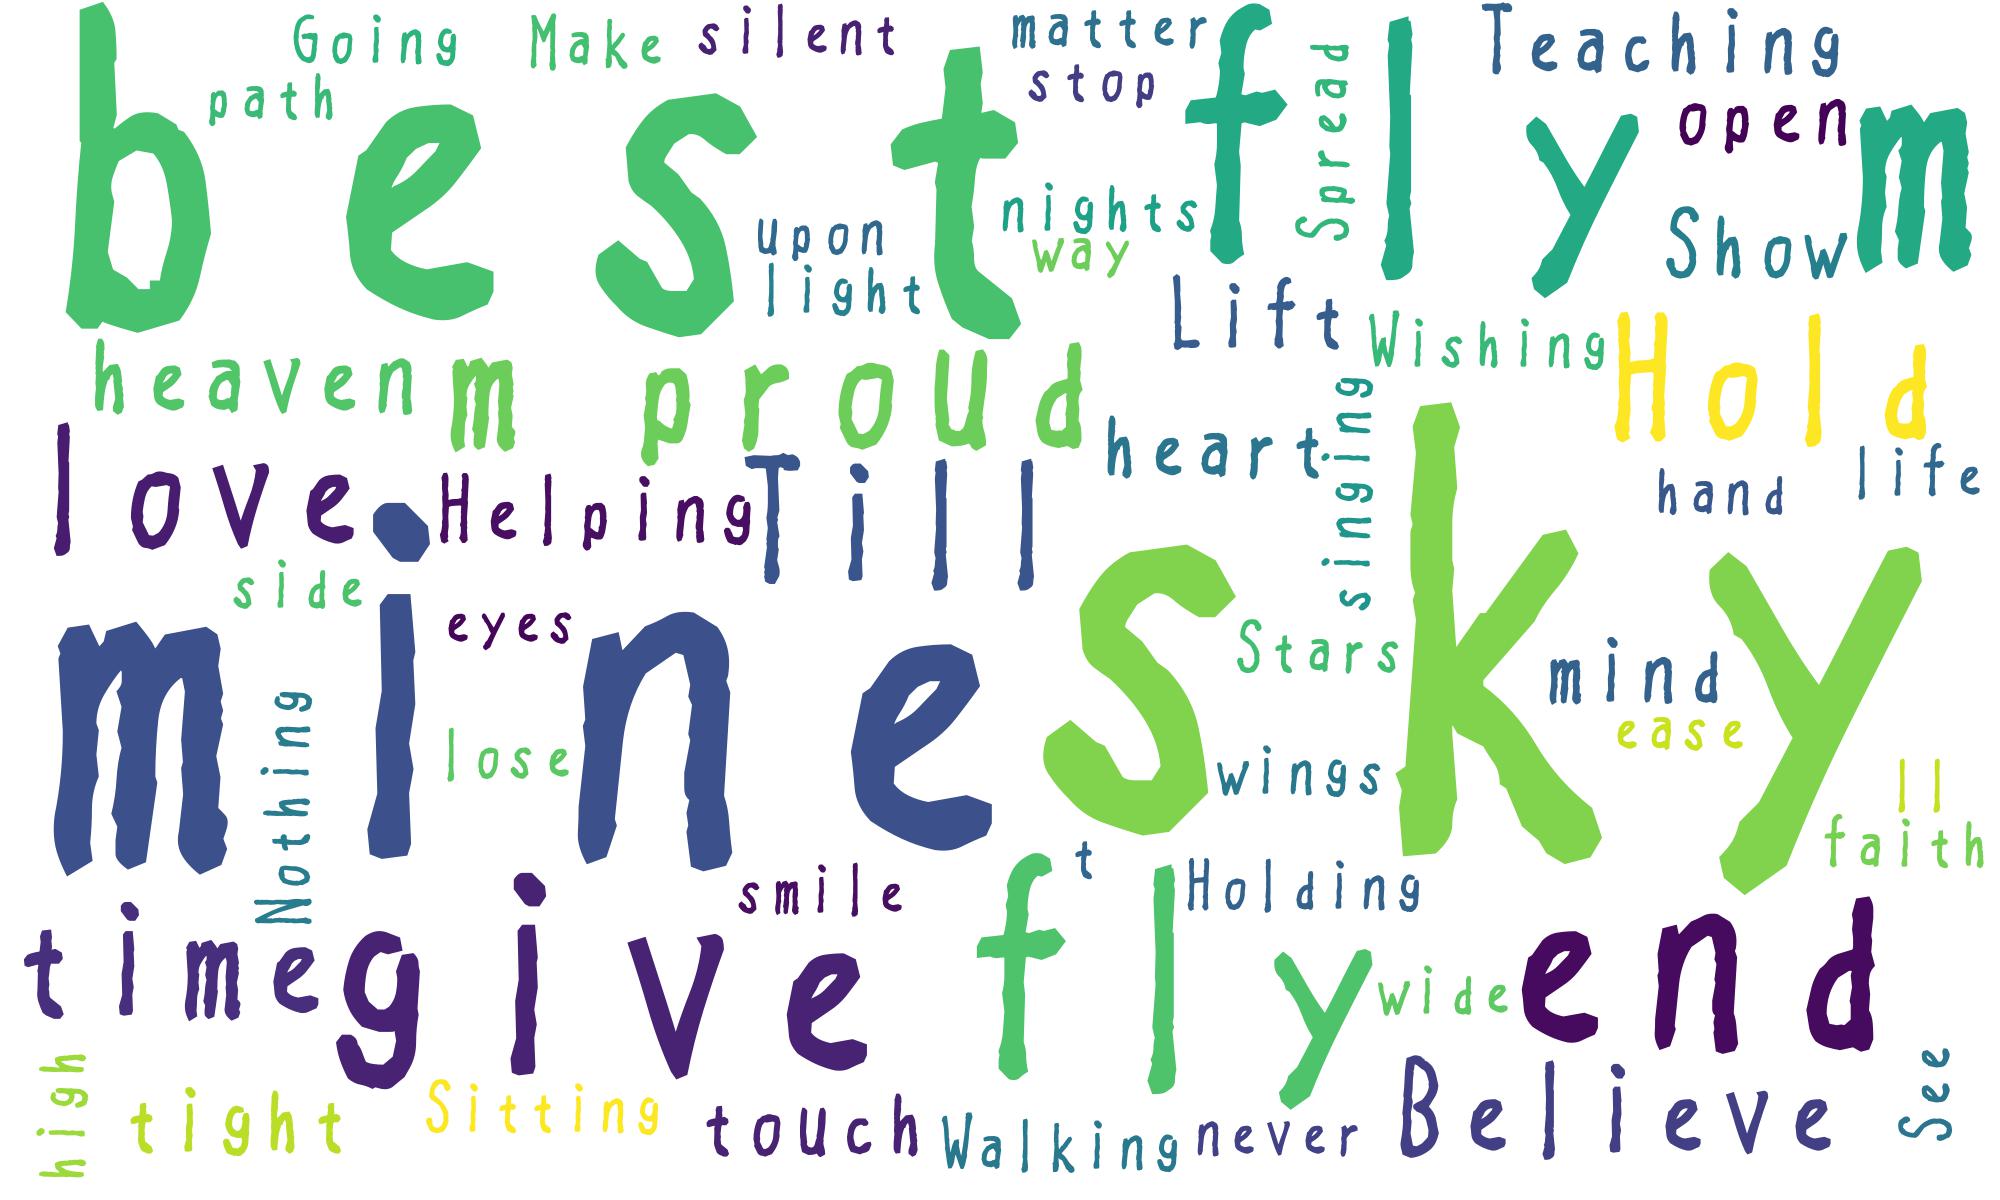 Going
Make
silent
matter
Teaching
path
stop
best
fly m
Spread
open
nights
upon
way
Show
light
Lift
Wishing
Hold
heaven
m proud
heart
singing
hand
life
love
Helping
Till
side
eyes
mine
sky
Stars
mind
ease
Nothing
lose
wings
ll
faith
t
smile
Holding
time
give
fly
wide
end
high
tight
Sitting
touch
Walking
never
Believe
See